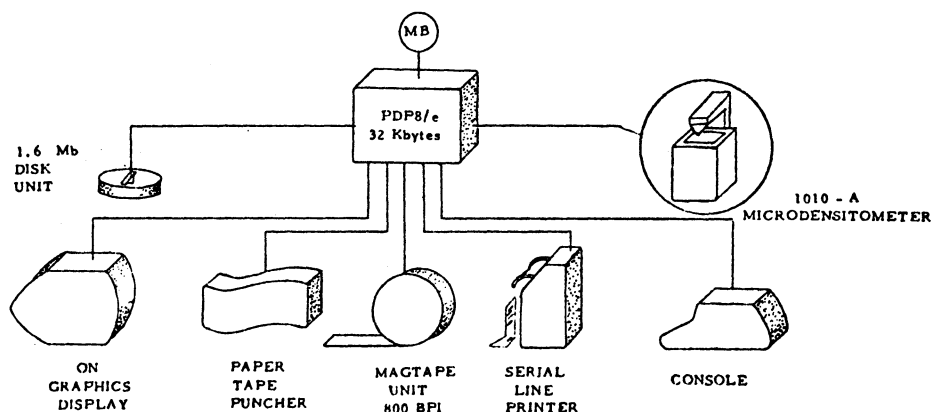 MB
PDP8/e
32 Kbytes
1.6 Mb
DISK
UNIT
1010 - A
MICRODENSITOMETER
ON
GRAPHICS
DISPLAY
PAPER
TAPE
PUNCHER
MAGTAPE
UNIT
800 BPI
SERIAL
LINE
PRINTER
CONSOLE